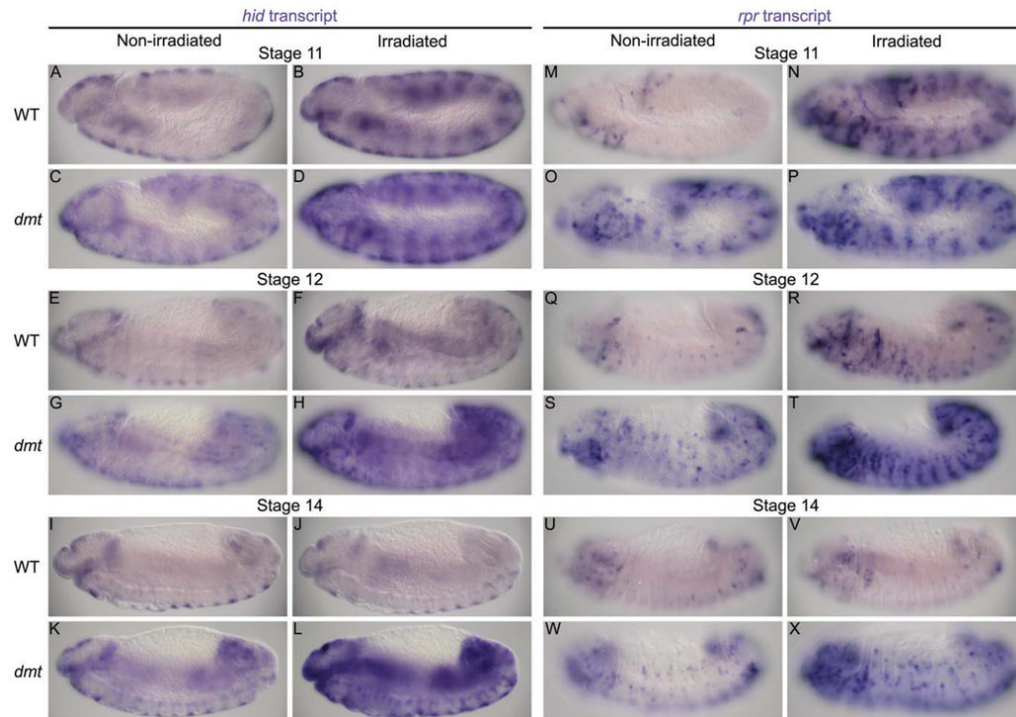 hid transcript rpr transcript
Non-irradiated Irradiated Non-irradiated Irradiated
Stage 11 Stage 11
WT A B M N
dmt C D O P
Stage 12 Stage 12
WT E F Q R
dmt G H S T
Stage 14 Stage 14
WT I J U V
dmt K L W X